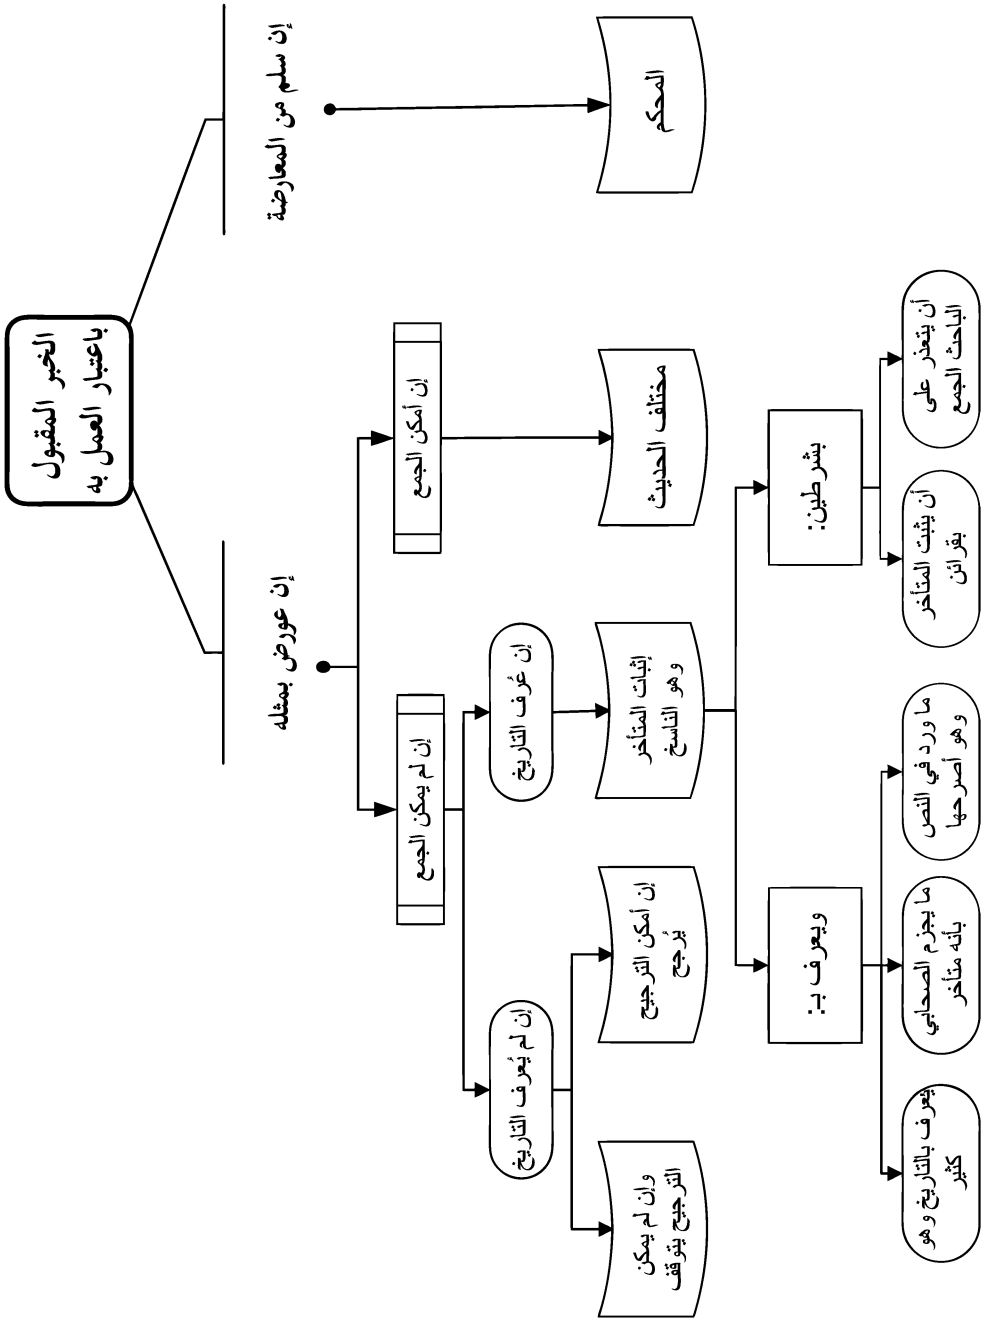 الخبر المقبول
باعتبار العمل به
إن سلم من المعارضة
المحكم
إن عورض بمثله
إن أمكن الجمع
مختلف الحديث
إن لم يمكن الجمع
إن عُرف التاريخ
إثبات المتأخر
وهو الناسخ
بشرطين:
أن يتعذر على
الباحث الجمع
أن يثبت المتأخر
بقرائن
ويعرف بـ:
ما ورد في النص
وهو أصرحها
ما يجزم الصحابي
بأنه متأخر
يعرف بالتاريخ وهو
كثير
إن لم يُعرف التاريخ
إن أمكن الترجيح
يُرجح
وإن لم يمكن
الترجيح يتوقف